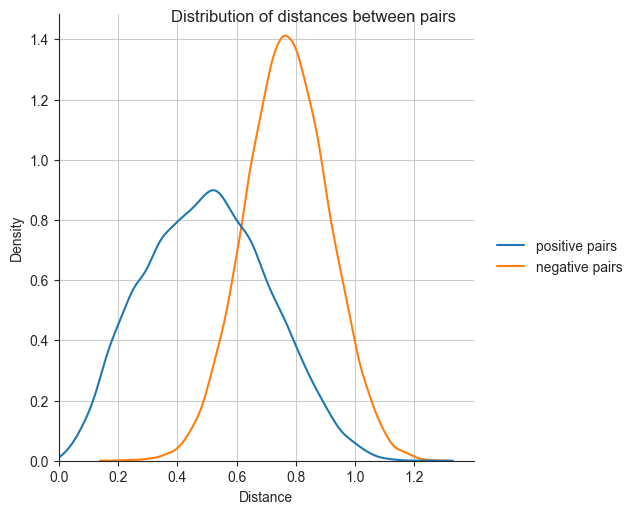 Distribution of distances between pairs
1.4
1.2
1.0
0.8
0.6
0.4
0.2
0.0
Density
0.0 0.2 0.4 0.6 0.8 1.0 1.2
Distance
positive pairs
negative pairs